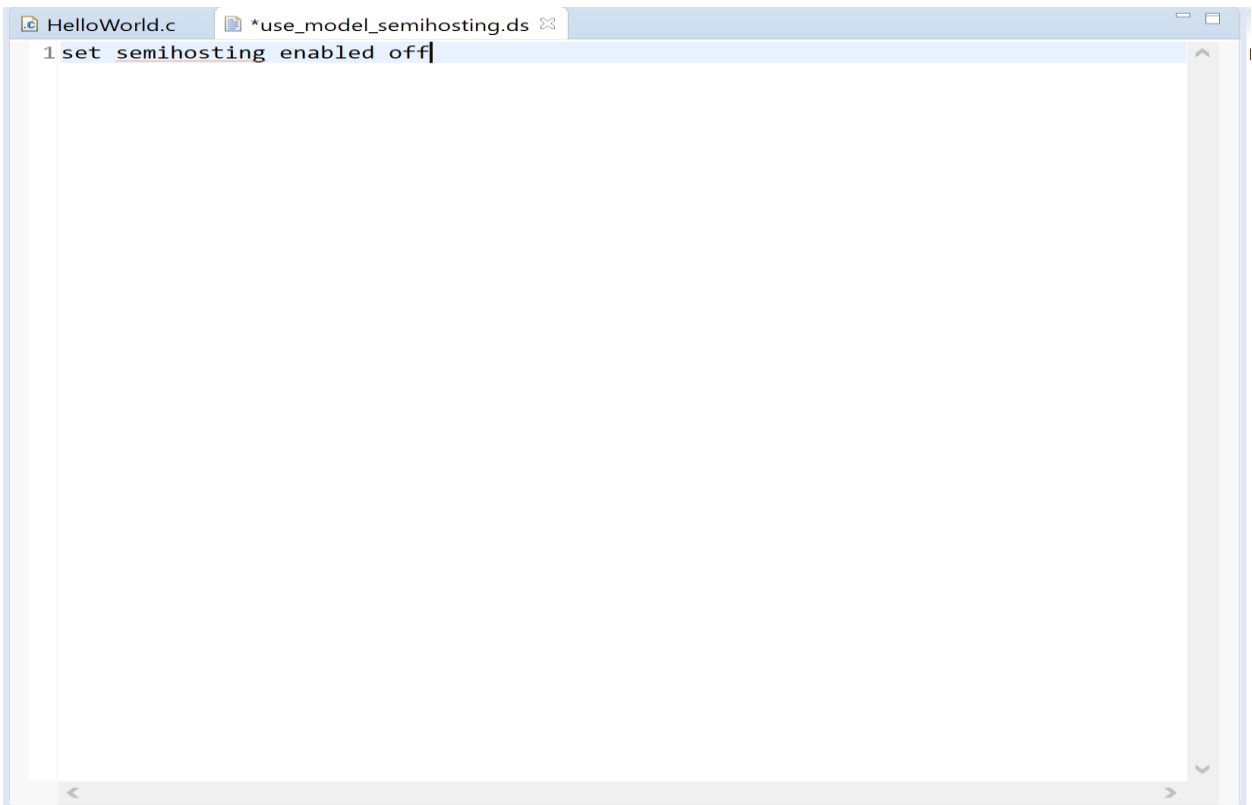 HelloWorld.c
*use_model_semihosting.ds
1 set semihosting enabled off